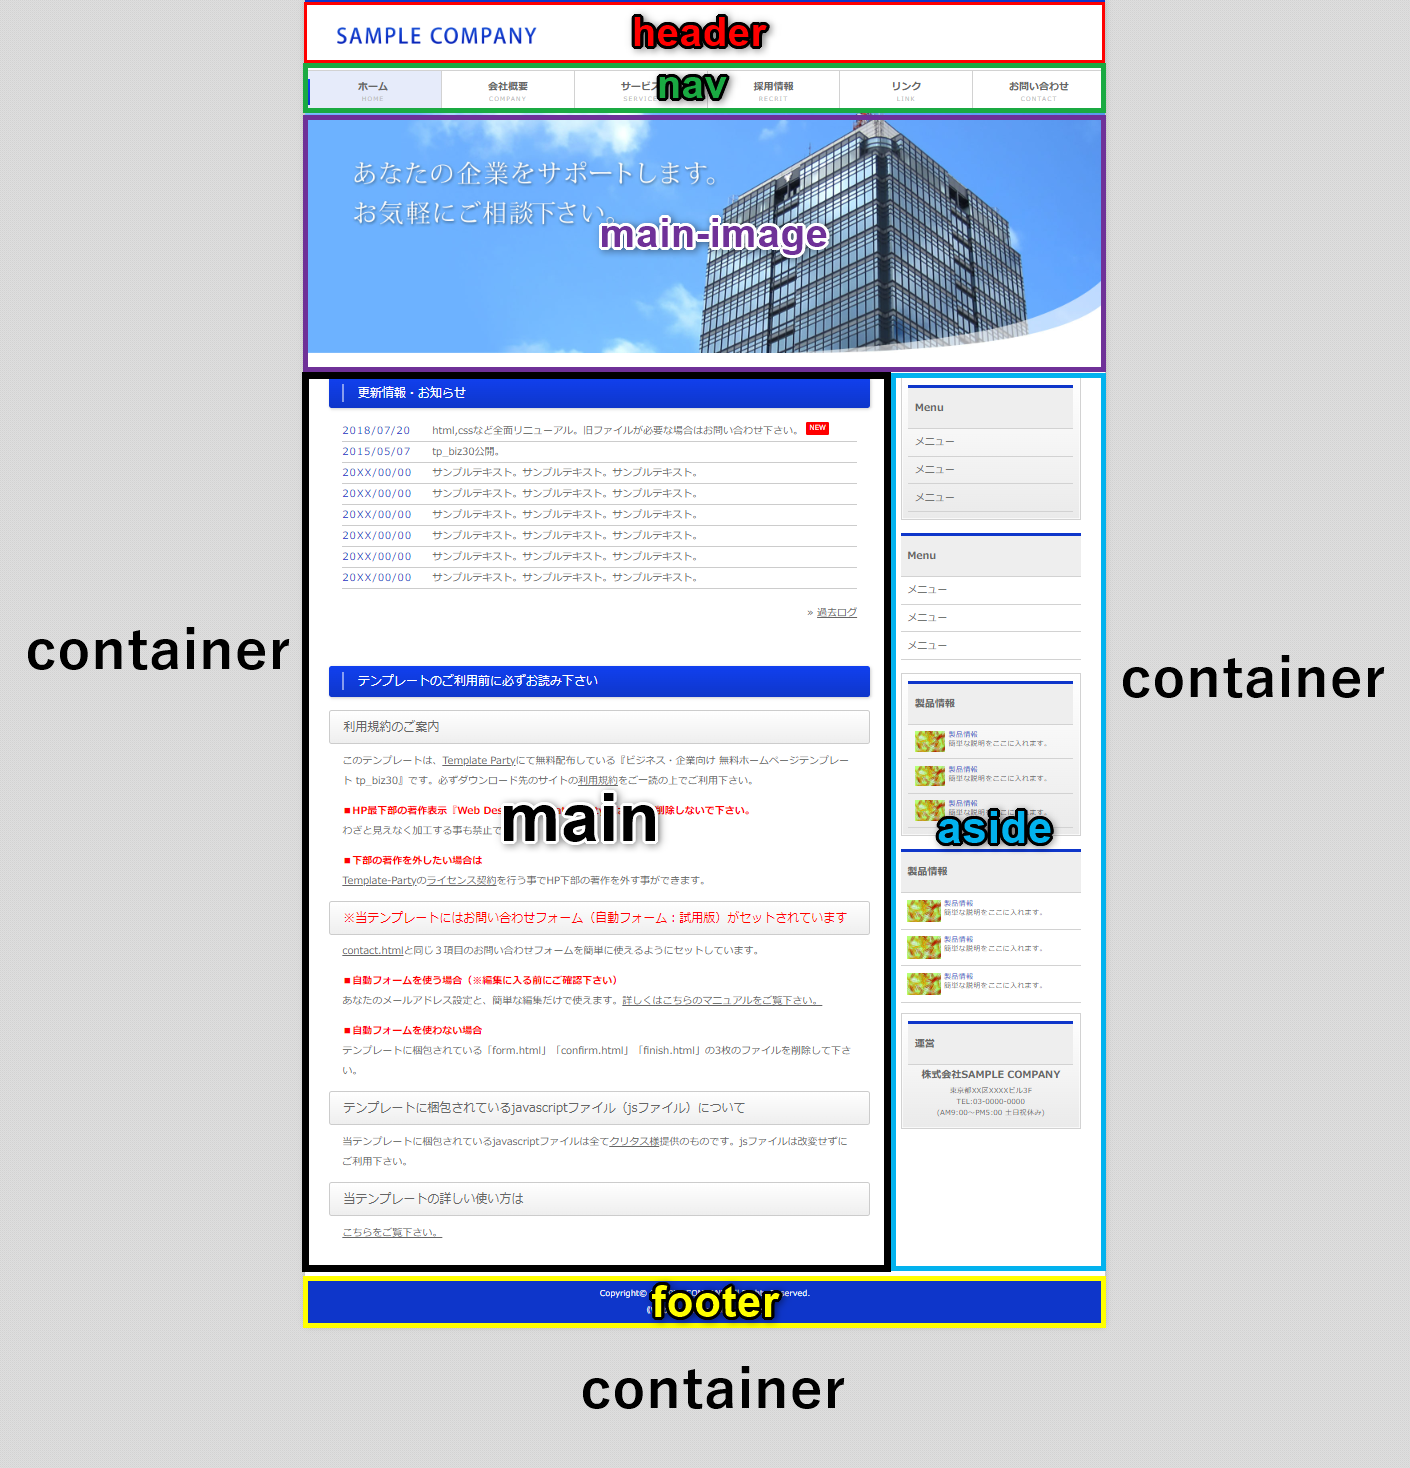 SAMPLE COMPANY
header
ホーム
HOME
会社概要
COMPANY
サービス
SERVICE
採用情報
RECRIT
リンク
LINK
お問い合わせ
CONTACT
nav
あなたの企業をサポートします。
お気軽にご相談下さい。
main-image
更新情報・お知らせ
2018/07/20 html,cssなど全面リニューアル。旧ファイルが必要な場合はお問い合わせ下さい。 NEW
2015/05/07 tp_biz30公開。
20XX/00/00 サンプルテキスト。サンプルテキスト。サンプルテキスト。
20XX/00/00 サンプルテキスト。サンプルテキスト。サンプルテキスト。
20XX/00/00 サンプルテキスト。サンプルテキスト。サンプルテキスト。
20XX/00/00 サンプルテキスト。サンプルテキスト。サンプルテキスト。
20XX/00/00 サンプルテキスト。サンプルテキスト。サンプルテキスト。
20XX/00/00 サンプルテキスト。サンプルテキスト。サンプルテキスト。
» 過去ログ
テンプレートのご利用前に必ずお読み下さい
利用規約のご案内
このテンプレートは、Template Partyにて無料配布している『ビジネス・企業向け 無料ホームページテンプレー
ト tp_biz30』です。必ずダウンロード先のサイトの利用規約をご一読の上でご利用下さい。
■HP最下部の著作表示『Web Des 削除しないで下さい。
わざと見えなく加工する事も禁止で
■下部の著作を外したい場合は
Template-Partyのライセンス契約を行う事でHP下部の著作を外す事ができます。
※当テンプレートにはお問い合わせフォーム（自動フォーム：試用版）がセットされています
contact.htmlと同じ３項目のお問い合わせフォームを簡単に使えるようにセットしています。
■自動フォームを使う場合（※編集に入る前にご確認下さい）
あなたのメールアドレス設定と、簡単な編集だけで使えます。詳しくはこちらのマニュアルをご覧下さい。
■自動フォームを使わない場合
テンプレートに梱包されている「form.html」「confirm.html」「finish.html」の3枚のファイルを削除して下さ
い。
テンプレートに梱包されているjavascriptファイル（jsファイル）について
当テンプレートに梱包されているjavascriptファイルは全てクリタス様提供のものです。jsファイルは改変せずに
ご利用下さい。
当テンプレートの詳しい使い方は
こちらをご覧下さい。
main
Menu
メニュー
メニュー
メニュー
Menu
メニュー
メニュー
メニュー
製品情報
製品情報
簡単な説明をここに入れます。
製品情報
簡単な説明をここに入れます。
製品情報
簡単な説明をここに入れます。
aside
製品情報
製品情報
簡単な説明をここに入れます。
製品情報
簡単な説明をここに入れます。
製品情報
簡単な説明をここに入れます。
運営
株式会社SAMPLE COMPANY
東京都XX区XXXXビル3F
TEL:03-0000-0000
(AM9:00～PM5:00 土日祝休み)
container
container
Copyright©
footer
container